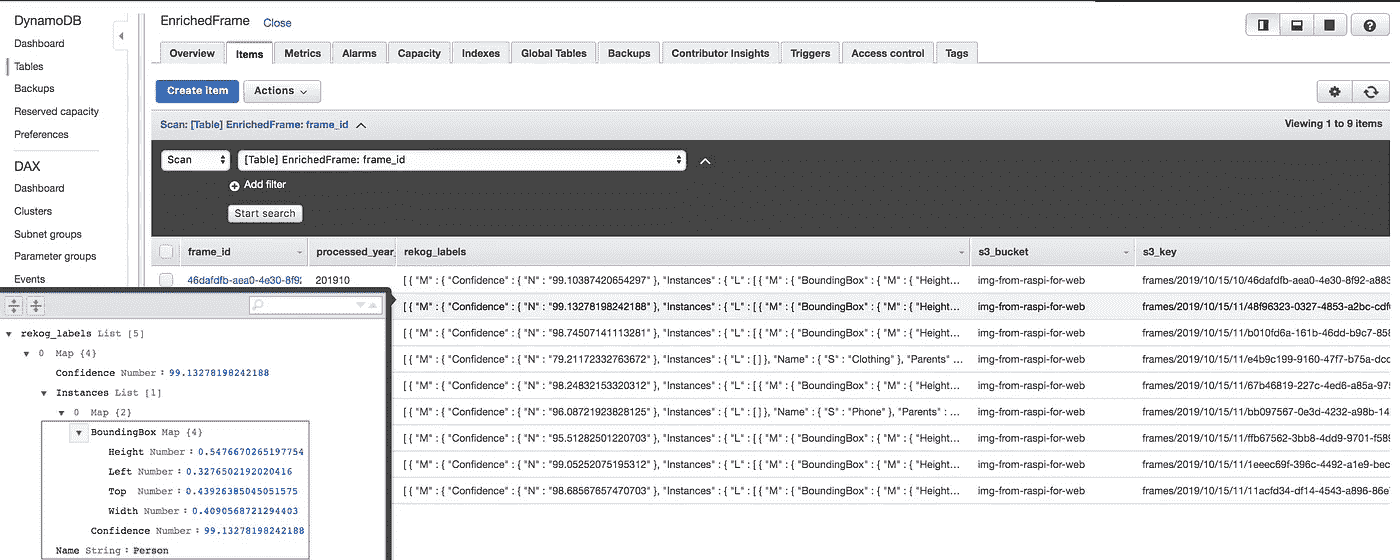 DynamoDB
Dashboard
Tables
Backups
Reserved capacity
Preferences
DAX
Dashboard
Clusters
Subnet groups
Parameter groups
Events
EnrichedFrame Close
Overview Items Metrics Alarms Capacity Indexes Global Tables Backups Contributor Insights Triggers Access control Tags
Create item Actions
Scan: [Table] EnrichedFrame: frame_id
Viewing 1 to 9 items
Scan [Table] EnrichedFrame: frame_id
Add filter
Start search
frame_id processed_year_ rekog_labels s3_bucket s3_key
46dafdfb-aea0-4e30-8f92 201910 [ { "M" : { "Confidence" : { "N" : "99.10387420654297" }, "Instances" : { "L" : [ { "M" : { "BoundingBox" : { "M" : { "Height... img-from-raspi-for-web frames/2019/10/15/10/46dafdfb-aea0-4e30-8f92-a883
[ { "M" : { "Confidence" : { "N" : "99.13278198242188" }, "Instances" : { "L" : [ { "M" : { "BoundingBox" : { "M" : { "Height... img-from-raspi-for-web frames/2019/10/15/11/48f96323-0327-4853-a2bc-cdf
[ { "M" : { "Confidence" : { "N" : "98.74507141113281" }, "Instances" : { "L" : [ { "M" : { "BoundingBox" : { "M" : { "Height... img-from-raspi-for-web frames/2019/10/15/11/b010fd6a-161b-46dd-b9c7-858
[ { "M" : { "Confidence" : { "N" : "79.21172332763672" }, "Instances" : { "L" : [ ] }, "Name" : { "S" : "Clothing" }, "Parents" ... img-from-raspi-for-web frames/2019/10/15/11/e4b9c199-9160-47f7-b75a-dcc
[ { "M" : { "Confidence" : { "N" : "98.24832153320312" }, "Instances" : { "L" : [ { "M" : { "BoundingBox" : { "M" : { "Height... img-from-raspi-for-web frames/2019/10/15/11/67b46819-227c-4ed6-a85a-975
[ { "M" : { "Confidence" : { "N" : "96.08721923828125" }, "Instances" : { "L" : [ ] }, "Name" : { "S" : "Phone" }, "Parents" : ... img-from-raspi-for-web frames/2019/10/15/11/bb097567-0e3d-4232-a98b-14
[ { "M" : { "Confidence" : { "N" : "95.51282501220703" }, "Instances" : { "L" : [ { "M" : { "BoundingBox" : { "M" : { "Height... img-from-raspi-for-web frames/2019/10/15/11/ffb67562-3bb8-4dd9-9701-f589
[ { "M" : { "Confidence" : { "N" : "99.05252075195312" }, "Instances" : { "L" : [ { "M" : { "BoundingBox" : { "M" : { "Height... img-from-raspi-for-web frames/2019/10/15/11/1eeec69f-396c-4492-a1e9-bec
[ { "M" : { "Confidence" : { "N" : "98.68567657470703" }, "Instances" : { "L" : [ { "M" : { "BoundingBox" : { "M" : { "Height... img-from-raspi-for-web frames/2019/10/15/11/11acfd34-df14-4543-a896-86e
rekog_labels List [5]
0 Map {4}
Confidence Number : 99.13278198242188
Instances List [1]
0 Map {2}
BoundingBox Map {4}
Height Number : 0.5476670265197754
Left Number : 0.3276502192020416
Top Number : 0.43926385045051575
Width Number : 0.4090568721294403
Confidence Number : 99.13278198242188
Name String : Person